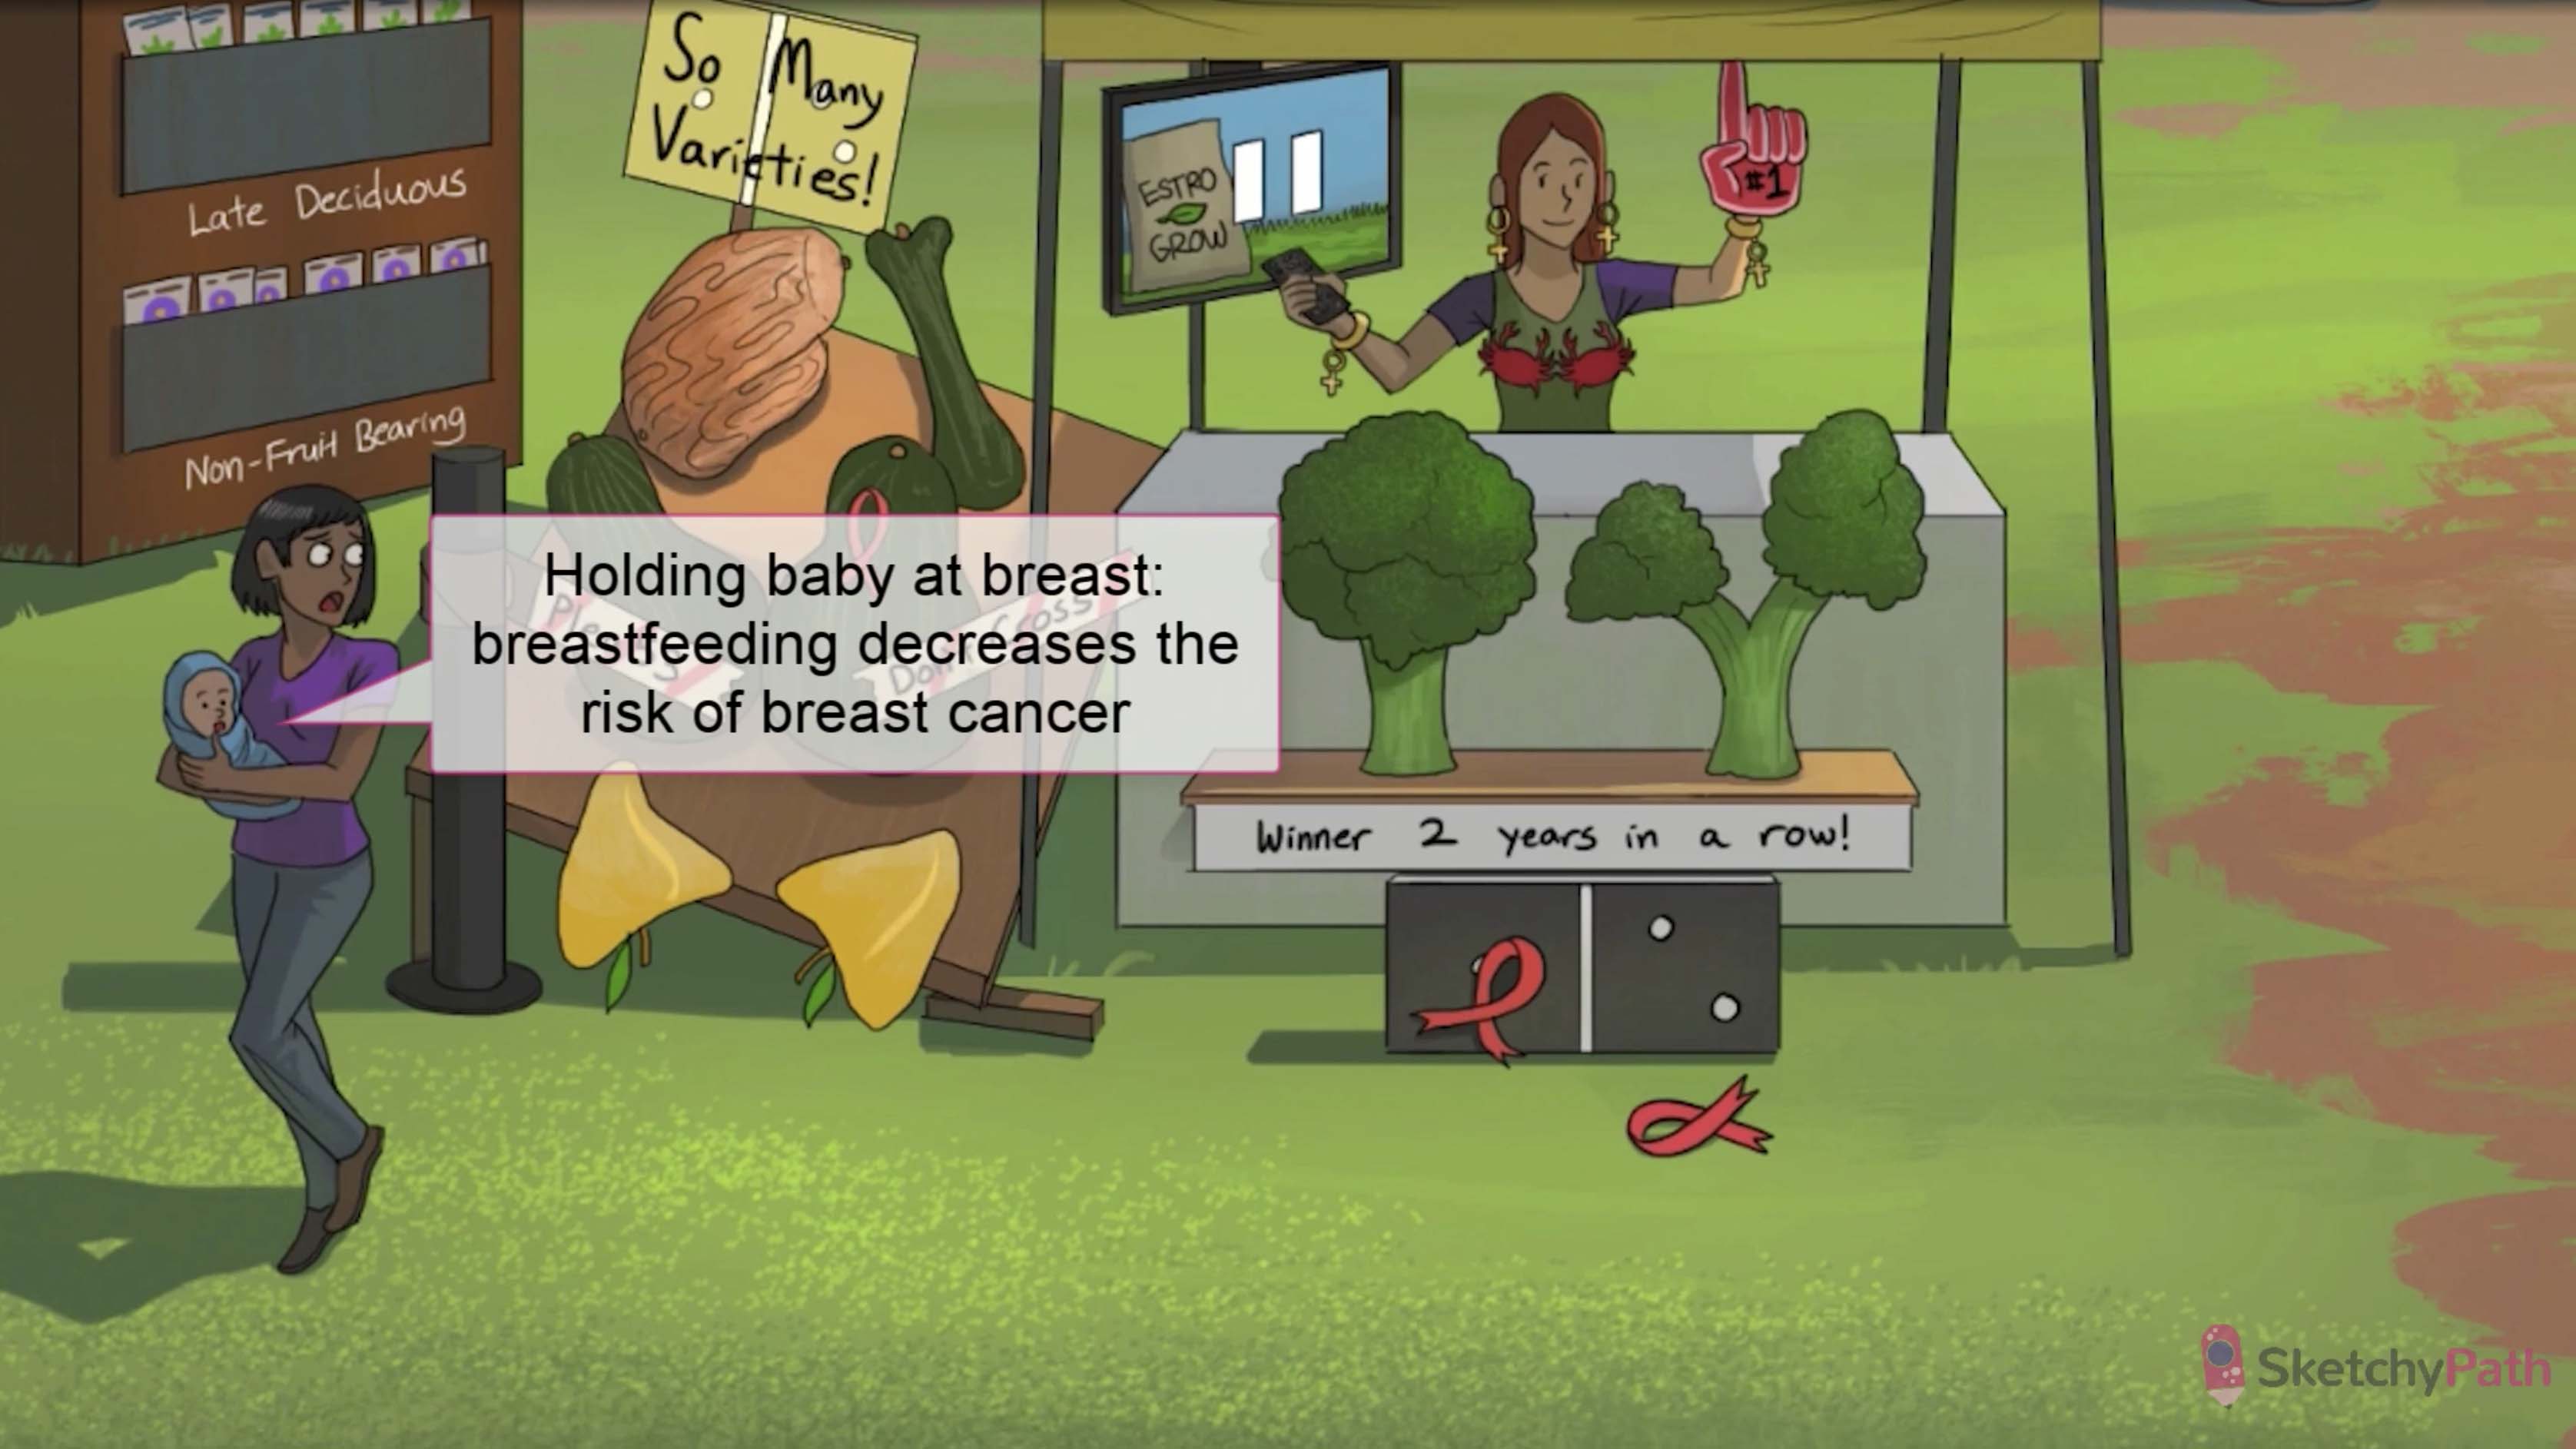 So Many
Varieties!
Late Deciduous
Non-Fruit Bearing
ESTRO
GROW
#1
Holding baby at breast:
breastfeeding decreases the
risk of breast cancer
Winner 2 years in a row!
SketchyPath